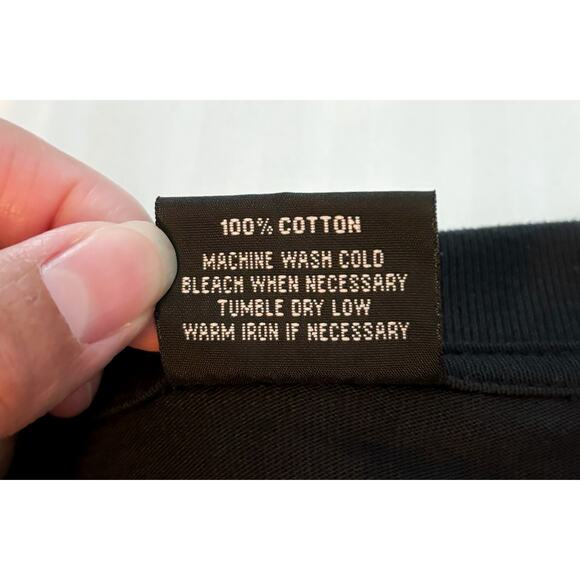 100% COTTON
MACHINE WASH COLD
BLEACH WHEN NECESSARY
TUMBLE DRY LOW
WARM IRON IF NECESSARY